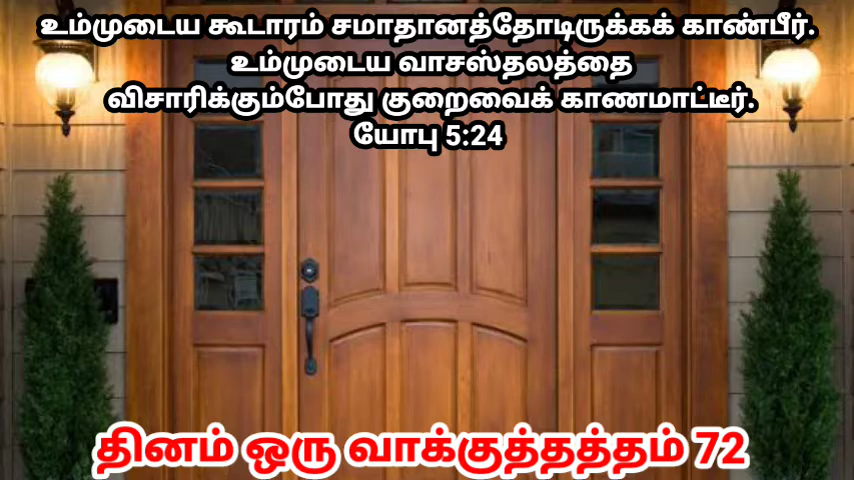 உம்முடைய கூடாரம் சமாதானத்தோடிருக்கக் காண்பீர்.
உம்முடைய வாசஸ்தலத்தை
விசாரிக்கும்போது குறைவைக் காணமாட்டீர்.
யோபு 5:24
தினம் ஒரு வாக்குத்தத்தம் 72